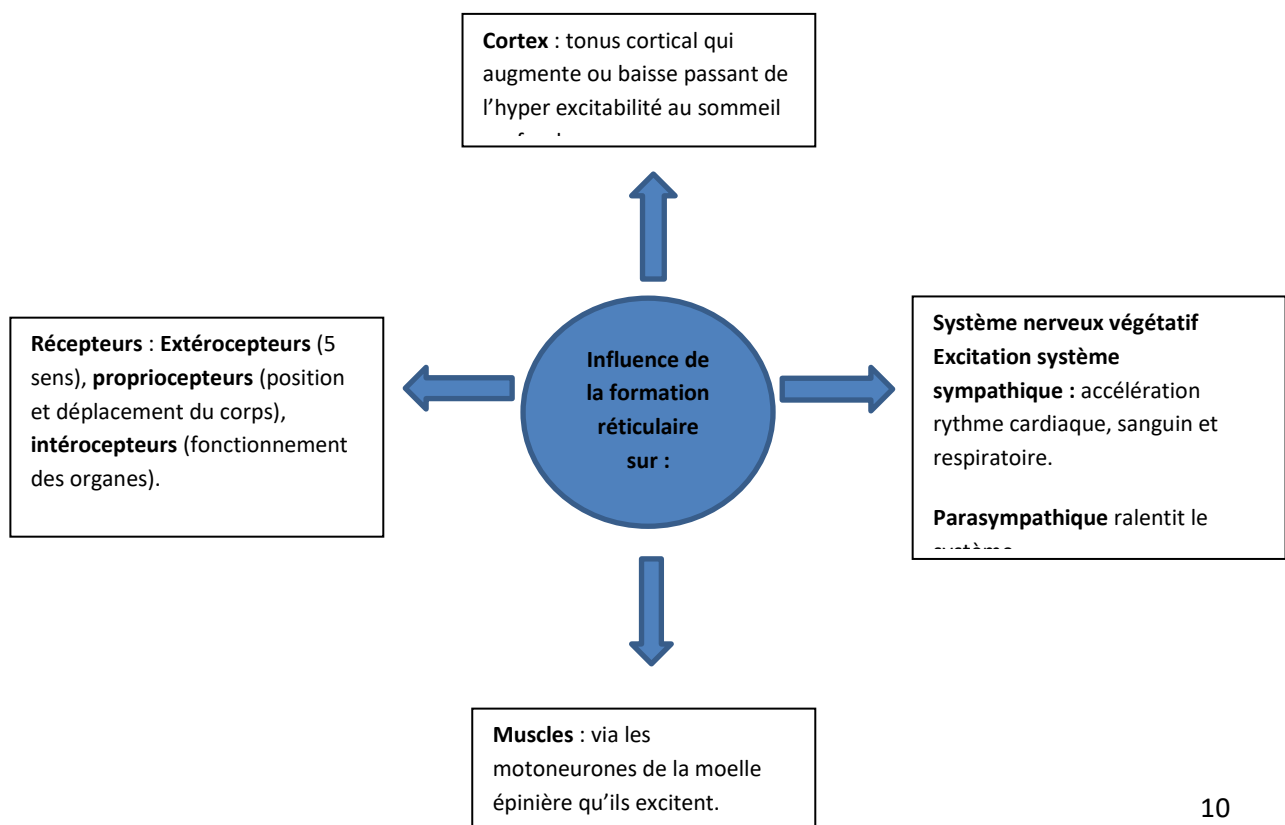 Cortex : tonus cortical qui
augmente ou baisse passant de
l'hyper excitabilité au sommeil
Récepteurs : Extérocepteurs (5
sens), propriocepteurs (position
et déplacement du corps),
intérocepteurs (fonctionnement
des organes).
Influence de
la formation
réticulaire
sur :
Système nerveux végétatif
Excitation système
sympathique : accélération
rythme cardiaque, sanguin et
respiratoire.
Parasympathique ralentit le
Muscles : via les
motoneurones de la moelle
épinière qu'ils excitent.
10